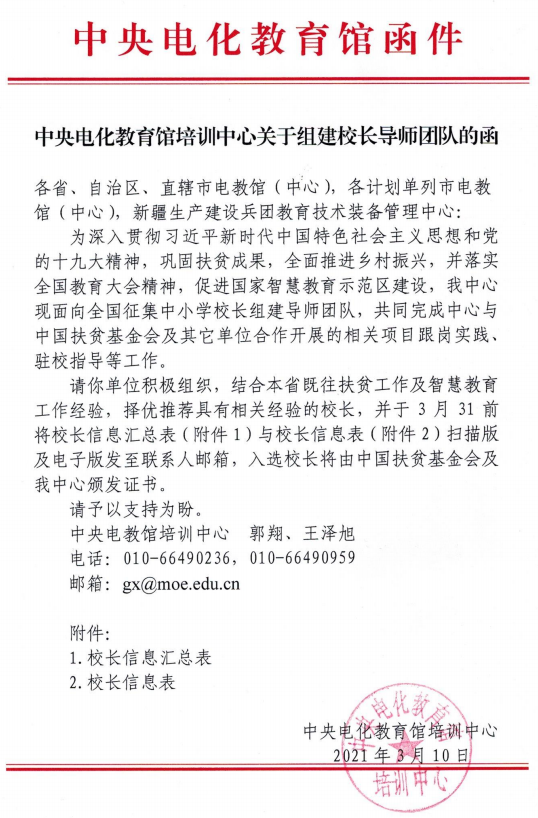 中央电化教育馆函件
中央电化教育馆培训中心关于组建校长导师团队的函
各省、自治区、直辖市电教馆（中心），各计划单列市电教
馆（中心），新疆生产建设兵团教育技术装备管理中心：
为深入贯彻习近平新时代中国特色社会主义思想和党
的十九大精神，巩固扶贫成果，全面推进乡村振兴，并落实
全国教育大会精神，促进国家智慧教育示范区建设，我中心
现面向全国征集中小学校长组建导师团队，共同完成中心与
中国扶贫基金会及其它单位合作开展的相关项目跟岗实践、
驻校指导等工作。
请你单位积极组织，结合本省既往扶贫工作及智慧教育
工作经验，择优推荐具有相关经验的校长，并于 3 月 31 前
将校长信息汇总表（附件 1）与校长信息表（附件 2）扫描版
及电子版发至联系人邮箱，入选校长将由中国扶贫基金会及
我中心颁发证书。
请予以支持为盼。
中央电教馆培训中心 郭翔、王泽旭
电话：010-66490236，010-66490959
邮箱：gx@moe.edu.cn
附件：
1. 校长信息汇总表
2. 校长信息表
中央电化教育馆培训中心
2021 年 3 月 10 日
中央电化教育馆
培训中心